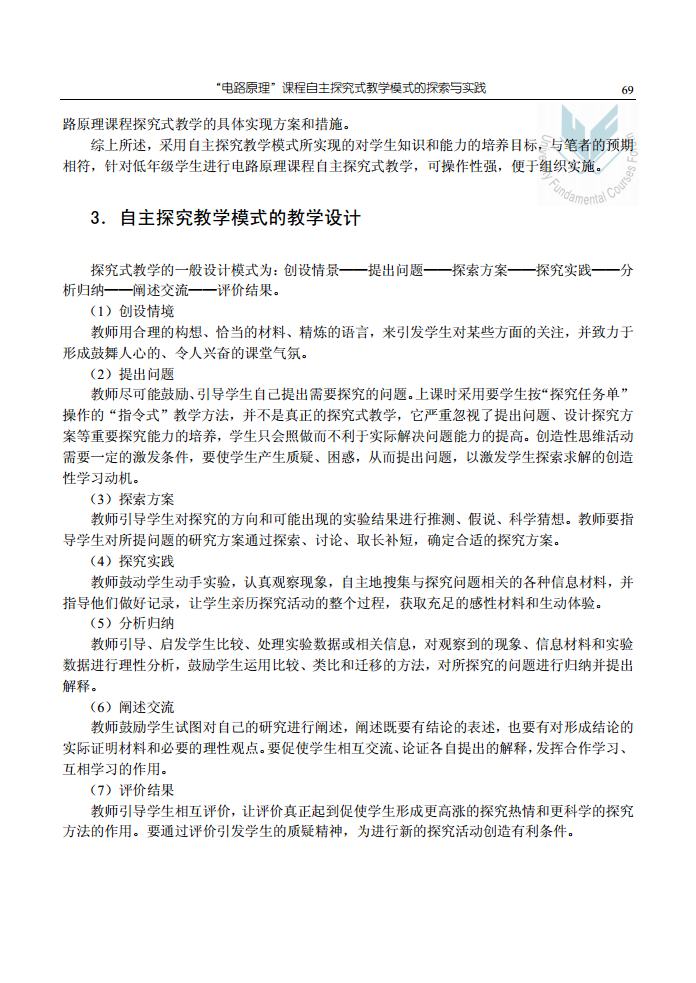 “电路原理”课程自主探究式教学模式的探索与实践 69
路原理课程探究式教学的具体实现方案和措施。
综上所述，采用自主探究教学模式所实现的对学生知识和能力的培养目标，与笔者的预期
相符，针对低年级学生进行电路原理课程自主探究式教学，可操作性强，便于组织实施。
University Fundamental Courses Forum
3．自主探究教学模式的教学设计
探究式教学的一般设计模式为：创设情景——提出问题——探索方案——探究实践——分
析归纳——阐述交流——评价结果。
（1）创设情境
教师用合理的构想、恰当的材料、精炼的语言，来引发学生对某些方面的关注，并致力于
形成鼓舞人心的、令人兴奋的课堂气氛。
（2）提出问题
教师尽可能鼓励、引导学生自己提出需要探究的问题。上课时采用要学生按“探究任务单”
操作的“指令式”教学方法，并不是真正的探究式教学，它严重忽视了提出问题、设计探究方
案等重要探究能力的培养，学生只会照做而不利于实际解决问题能力的提高。创造性思维活动
需要一定的激发条件，要使学生产生质疑、困惑，从而提出问题，以激发学生探索求解的创造
性学习动机。
（3）探索方案
教师引导学生对探究的方向和可能出现的实验结果进行推测、假说、科学猜想。教师要指
导学生对所提问题的研究方案通过探索、讨论、取长补短，确定合适的探究方案。
（4）探究实践
教师鼓动学生动手实验，认真观察现象，自主地搜集与探究问题相关的各种信息材料，并
指导他们做好记录，让学生亲历探究活动的整个过程，获取充足的感性材料和生动体验。
（5）分析归纳
教师引导、启发学生比较、处理实验数据或相关信息，对观察到的现象、信息材料和实验
数据进行理性分析，鼓励学生运用比较、类比和迁移的方法，对所探究的问题进行归纳并提出
解释。
（6）阐述交流
教师鼓励学生试图对自己的研究进行阐述，阐述既要有结论的表述，也要有对形成结论的
实际证明材料和必要的理性观点。要促使学生相互交流、论证各自提出的解释，发挥合作学习、
互相学习的作用。
（7）评价结果
教师引导学生相互评价，让评价真正起到促使学生形成更高涨的探究热情和更科学的探究
方法的作用。要通过评价引发学生的质疑精神，为进行新的探究活动创造有利条件。